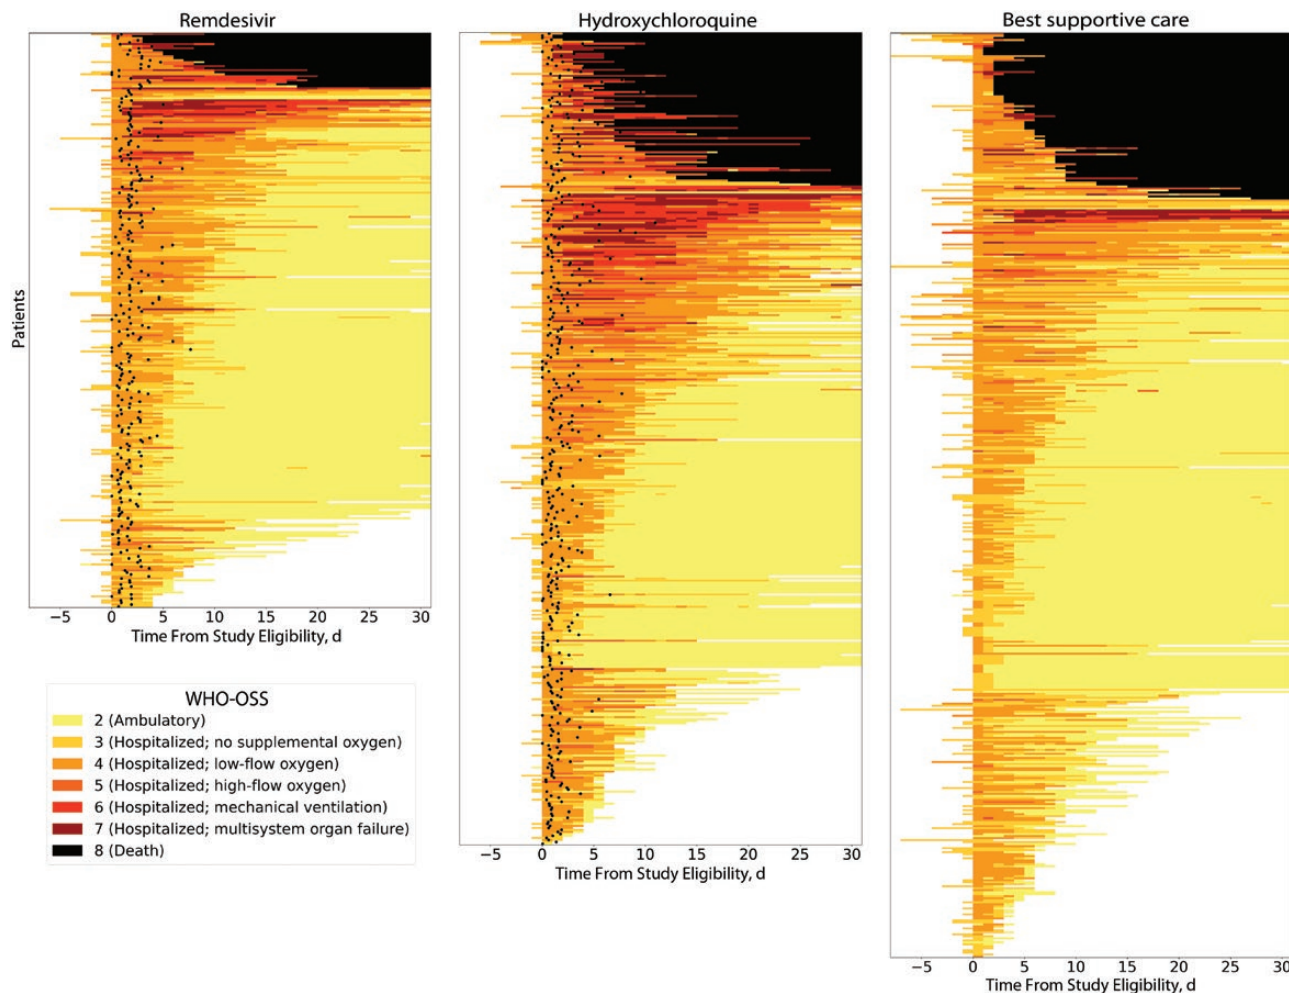 Remdesivir
Hydroxychloroquine
Best supportive care
Patients
−5 0 5 10 15 20 25 30
Time From Study Eligibility, d
−5 0 5 10 15 20 25 30
Time From Study Eligibility, d
−5 0 5 10 15 20 25 30
Time From Study Eligibility, d
WHO-OSS
2 (Ambulatory)
3 (Hospitalized; no supplemental oxygen)
4 (Hospitalized; low-flow oxygen)
5 (Hospitalized; high-flow oxygen)
6 (Hospitalized; mechanical ventilation)
7 (Hospitalized; multisystem organ failure)
8 (Death)